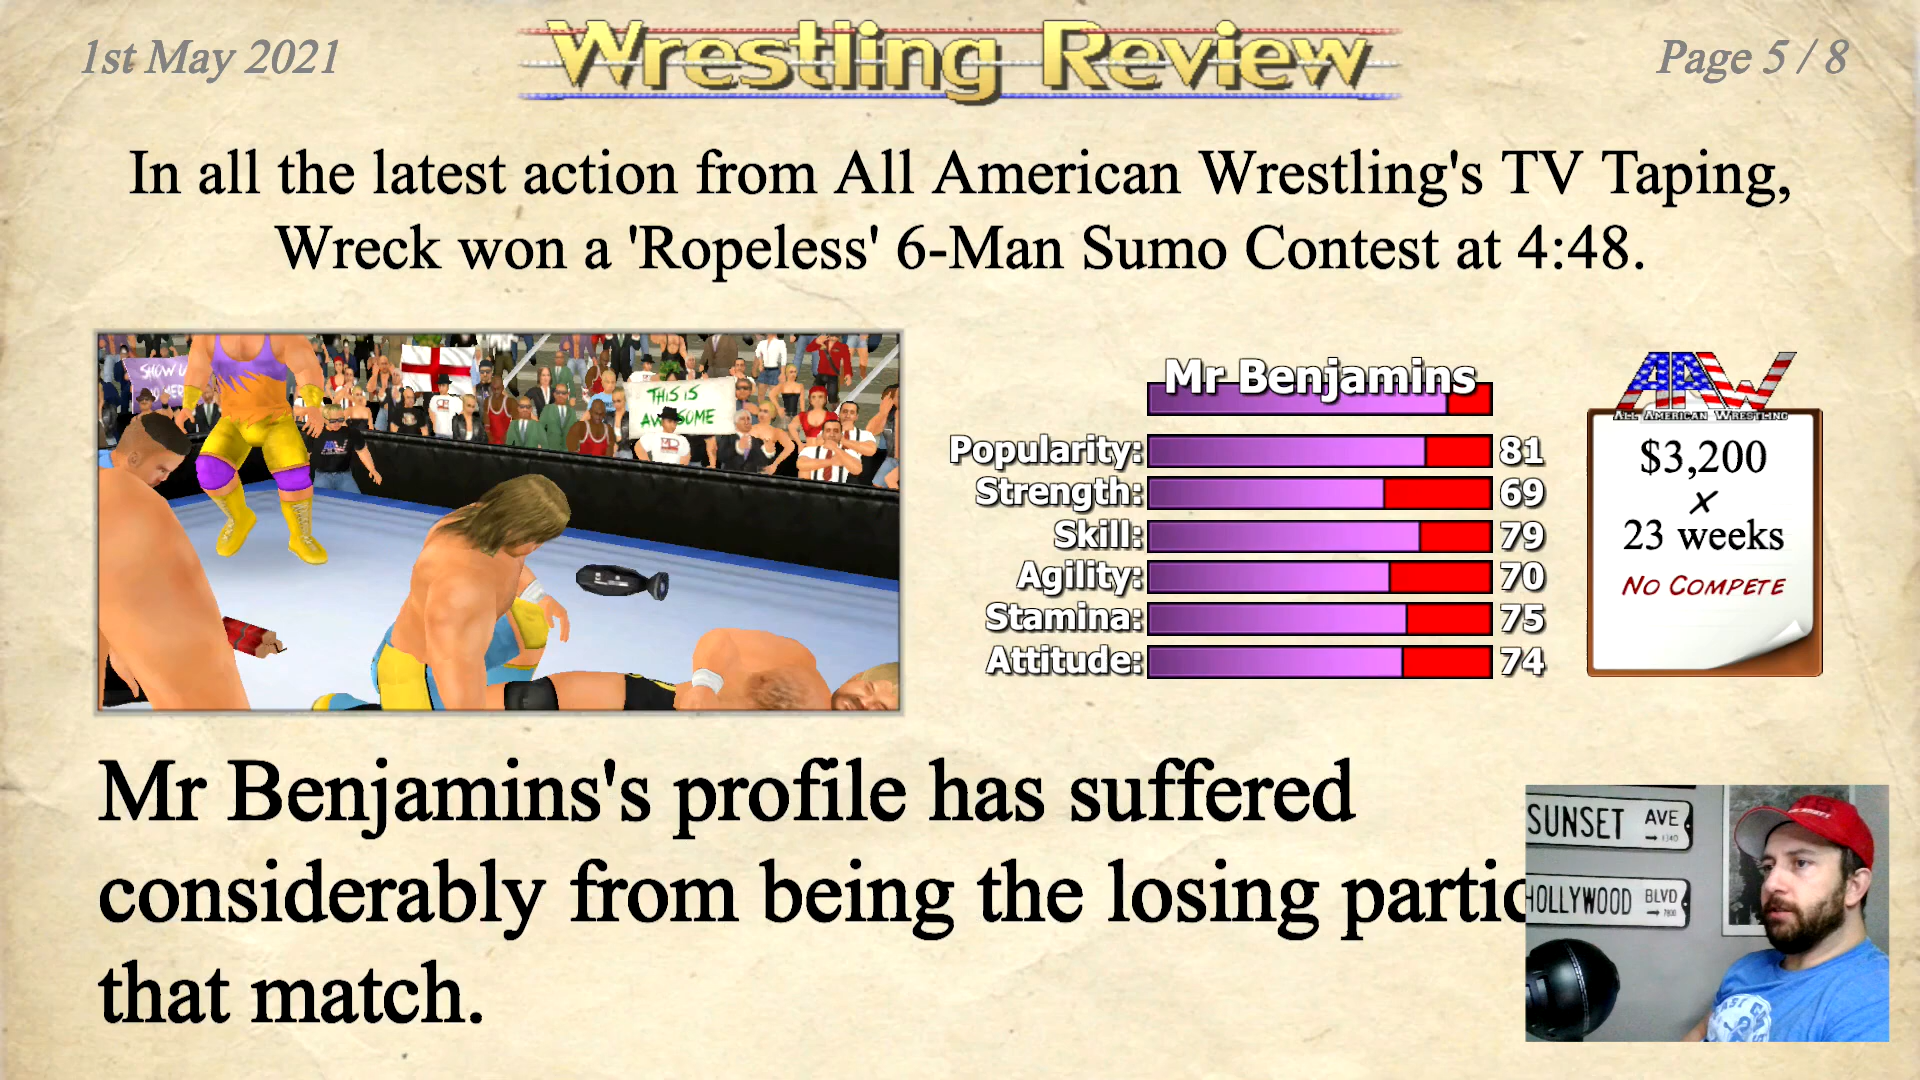 1st May 2021
Wrestling Review
Page 5 / 8
In all the latest action from All American Wrestling's TV Taping,
Wreck won a 'Ropeless' 6-Man Sumo Contest at 4:48.
SHOW
THIS IS
AWESOME
Mr Benjamins
Popularity: 81
Strength: 69
Skill: 79
Agility: 70
Stamina: 75
Attitude: 74
AAW
ALL AMERICAN WRESTLING
$3,200
x
23 weeks
NO COMPETE
Mr Benjamins's profile has suffered
considerably from being the losing partic
that match.
SUNSET AVE
HOLLYWOOD BLVD